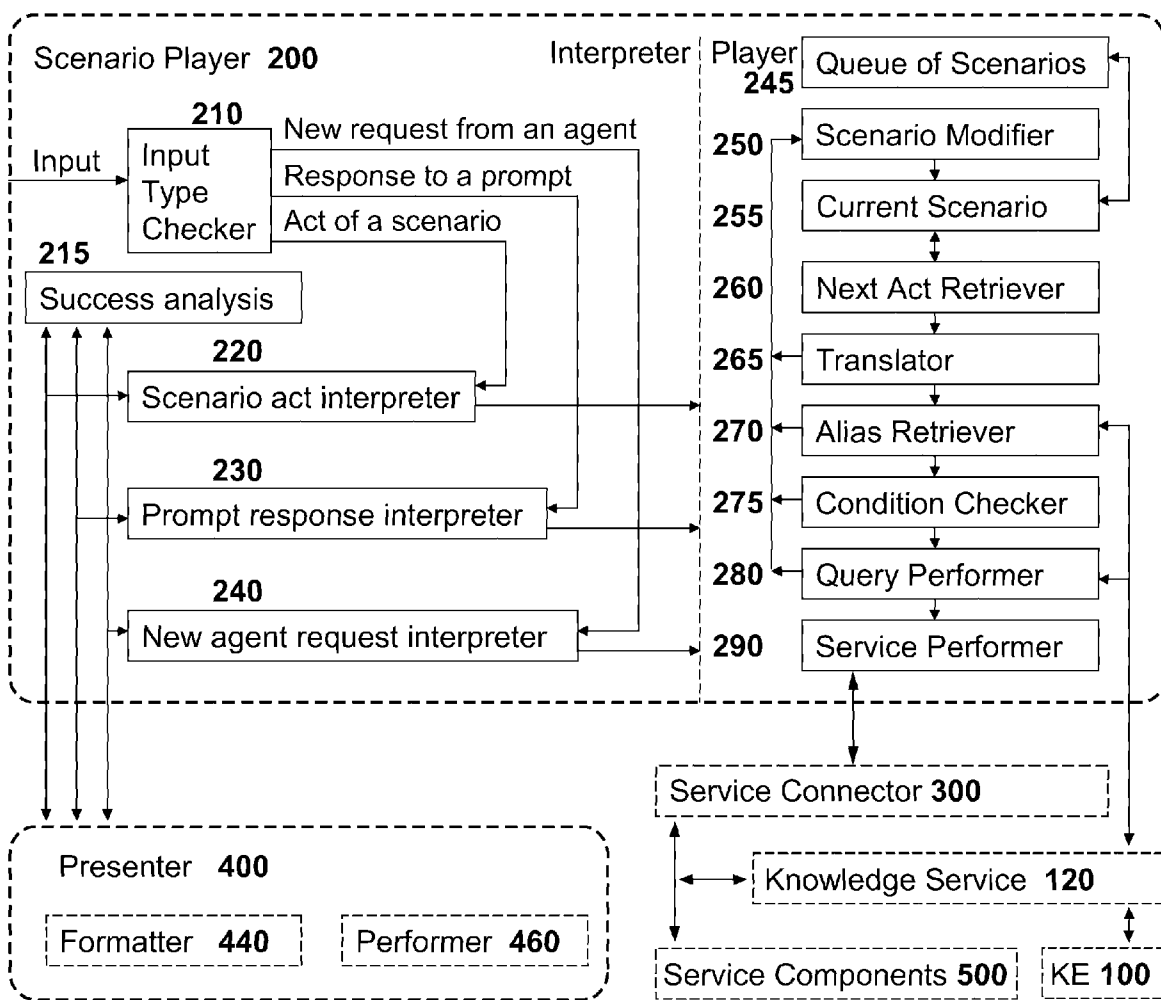 Scenario Player 200
Interpreter
Player
245
Queue of Scenarios
210
New request from an agent
Input
Input
Type
Checker
Response to a prompt
Act of a scenario
250
Scenario Modifier
255
Current Scenario
215
Success analysis
260
Next Act Retriever
220
Scenario act interpreter
265
Translator
270
Alias Retriever
230
Prompt response interpreter
275
Condition Checker
280
Query Performer
240
New agent request interpreter
290
Service Performer
Service Connector 300
Presenter 400
Knowledge Service 120
Formatter 440
Performer 460
Service Components 500
KE 100